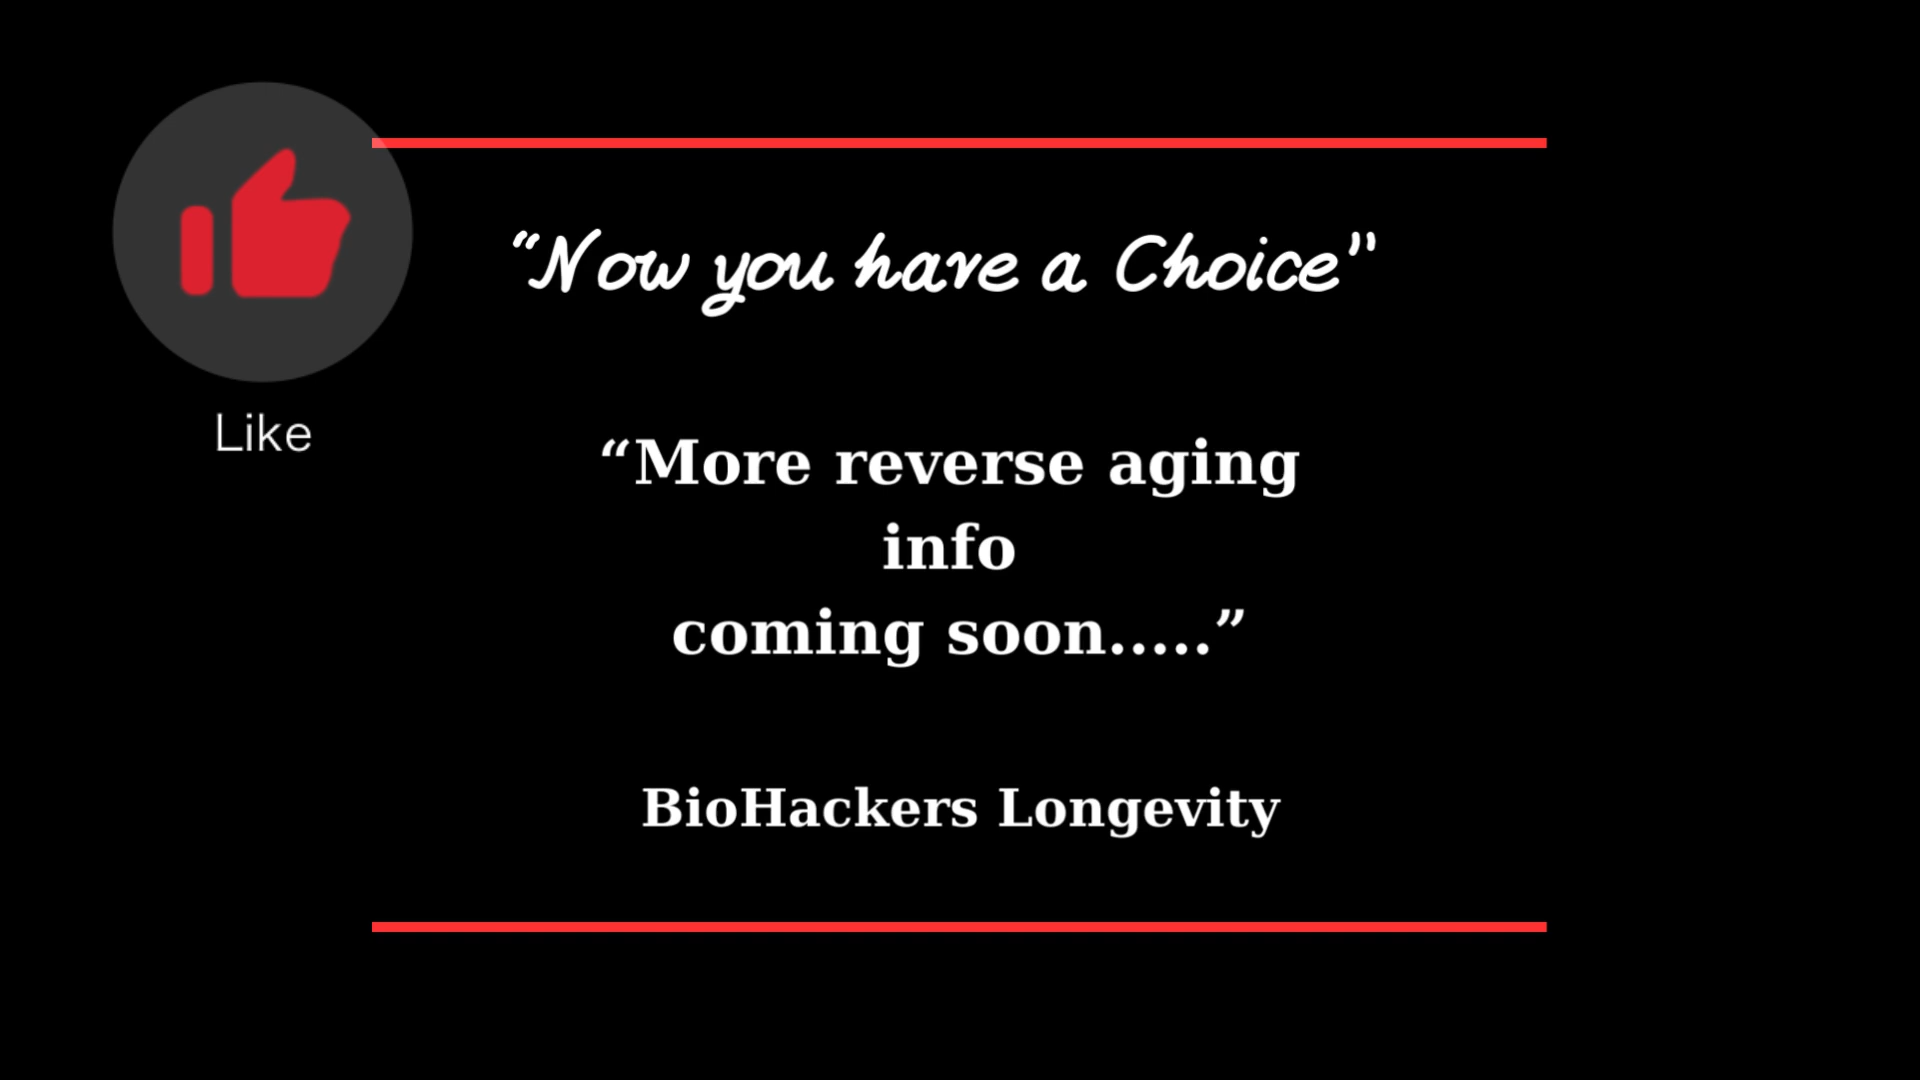 “Now you have a Choice”
Like
“More reverse aging
info
coming soon.....”
BioHackers Longevity